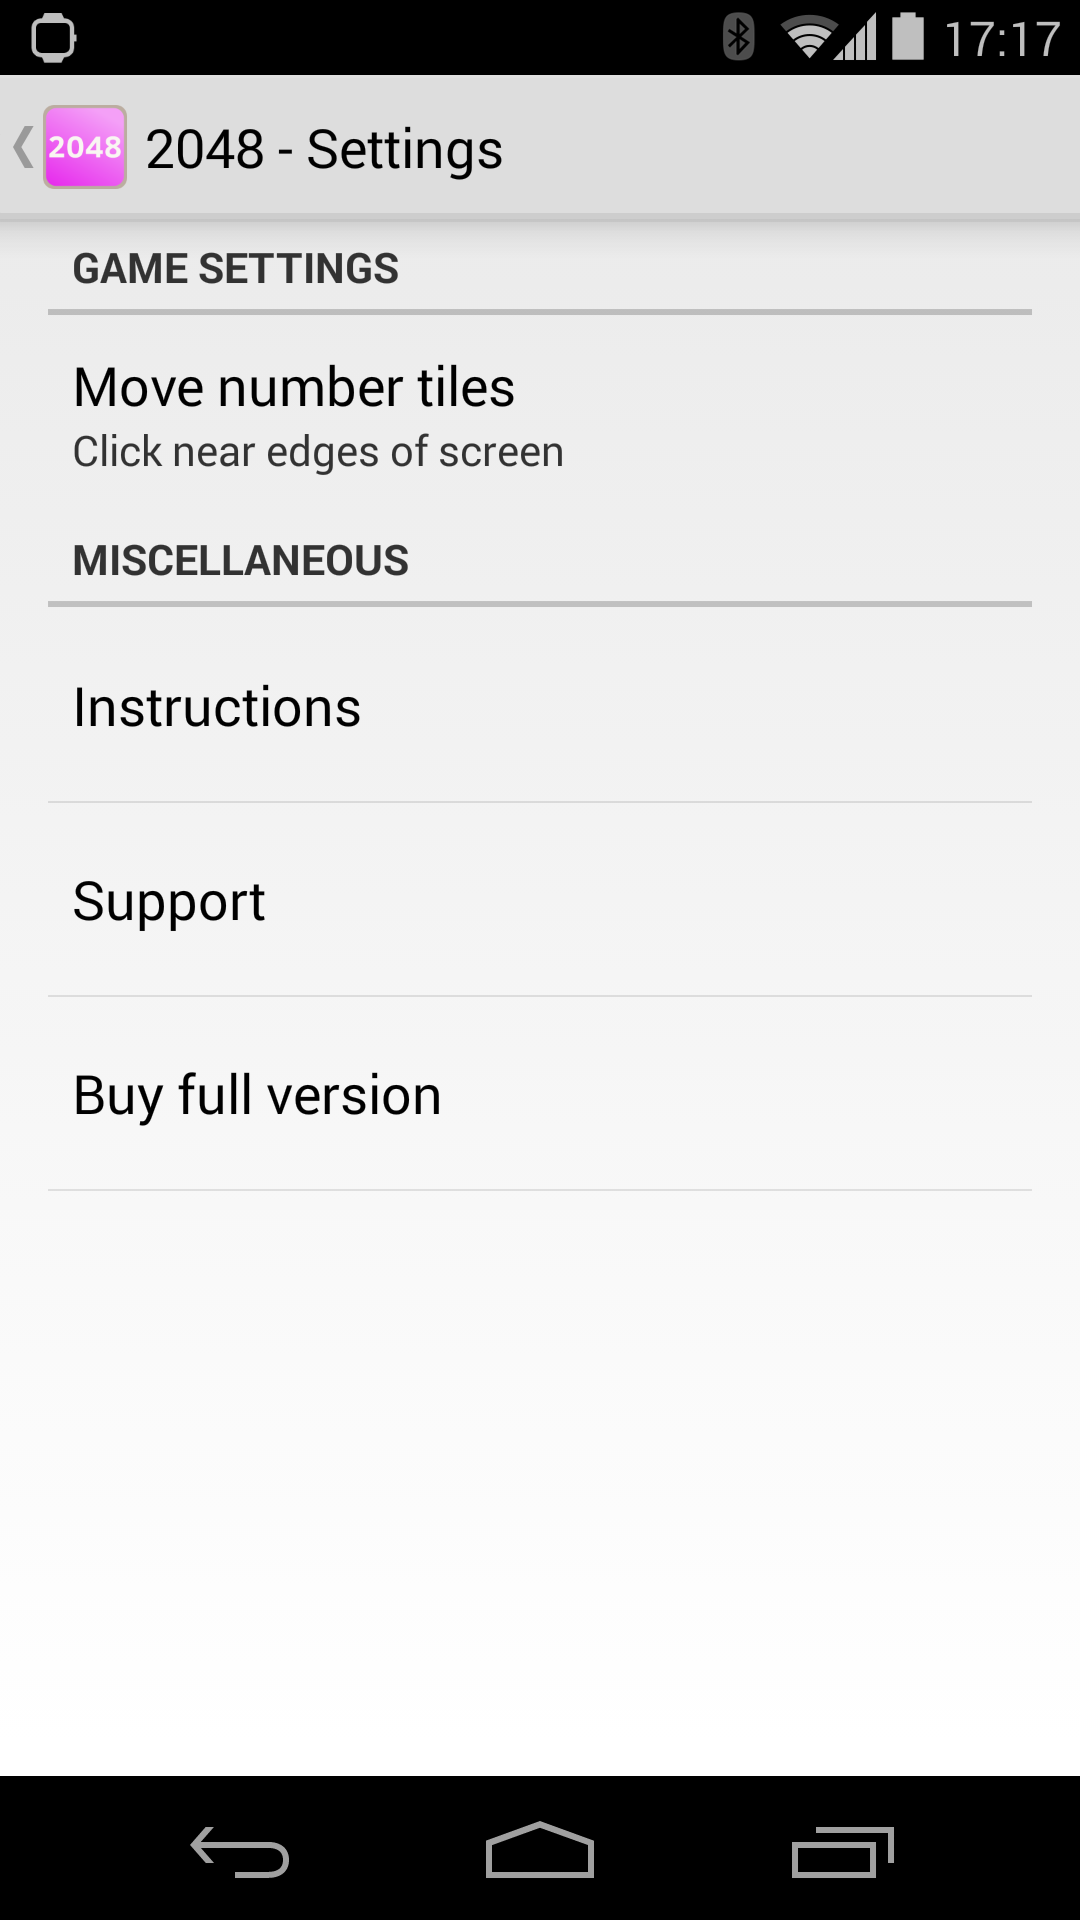 17:17
2048
2048 - Settings
GAME SETTINGS
Move number tiles
Click near edges of screen
MISCELLANEOUS
Instructions
Support
Buy full version